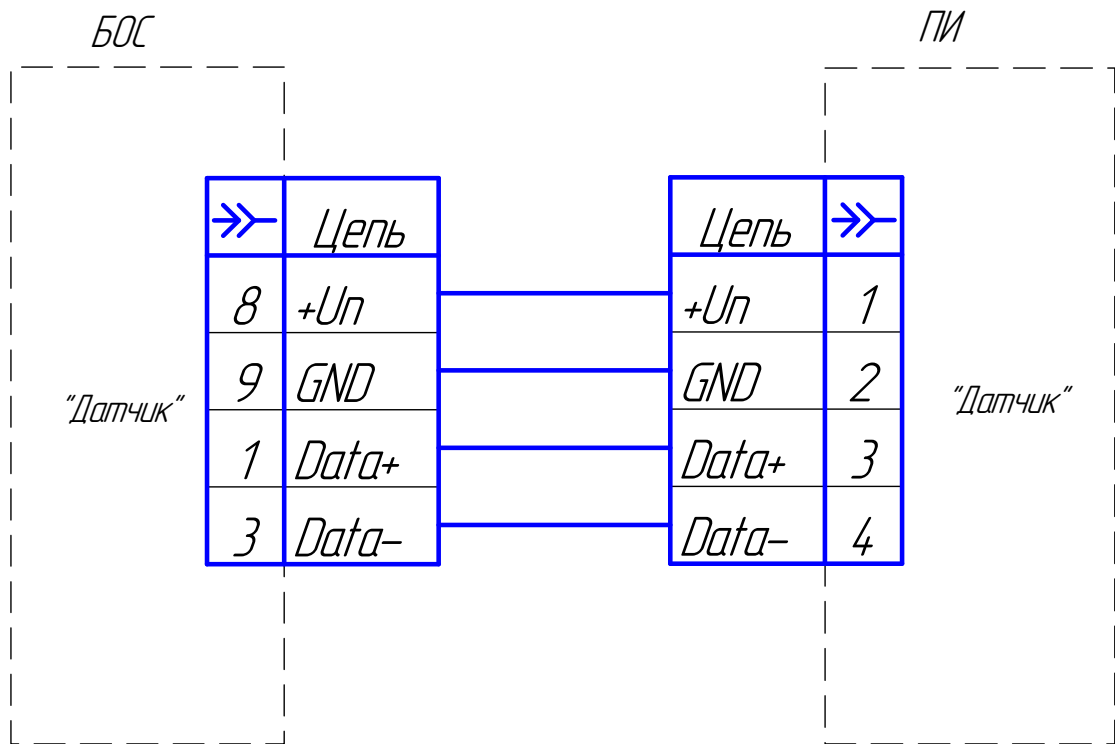 БОС
ПИ
Цепь
Цепь
8 +Uп
+Uп 1
9 GND
GND 2
"Датчик"
"Датчик"
1 Data+
Data+ 3
3 Data-
Data- 4